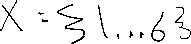 X = {1...6}